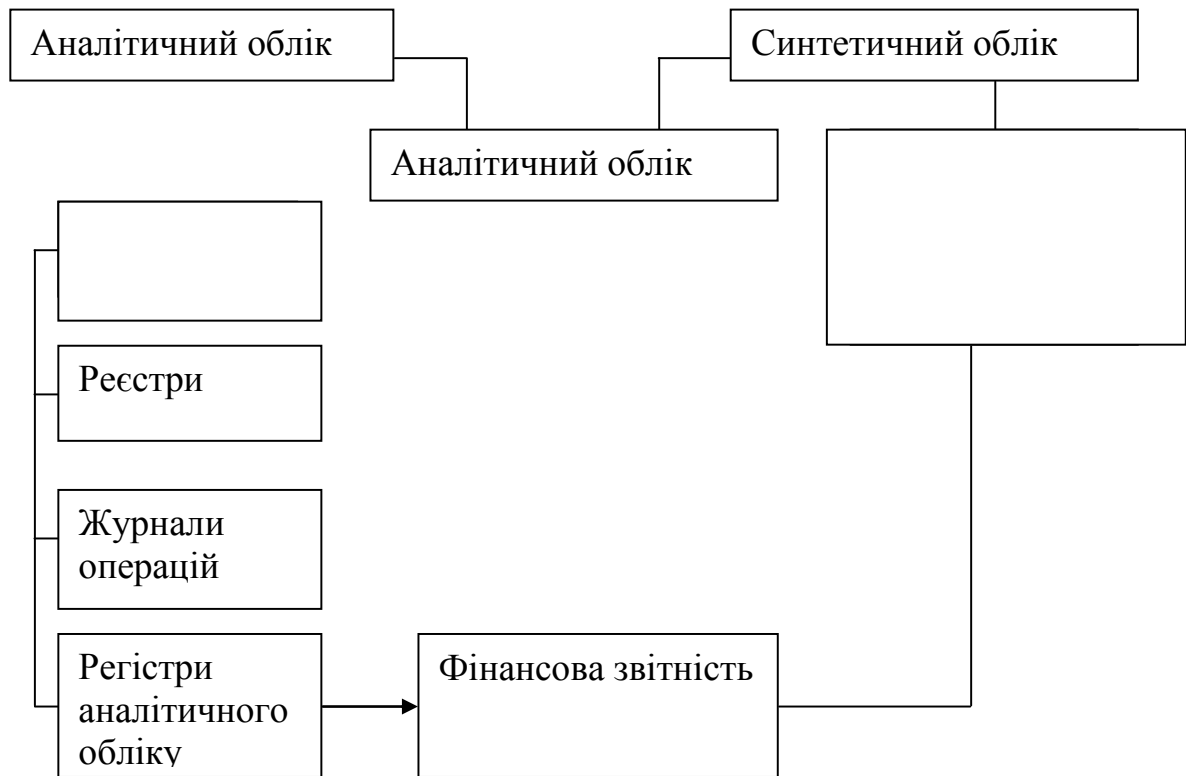 Аналітичний облік
Синтетичний облік
Аналітичний облік
Реєстри
Журнали
операцій
Регістри
аналітичного
обліку
Фінансова звітність